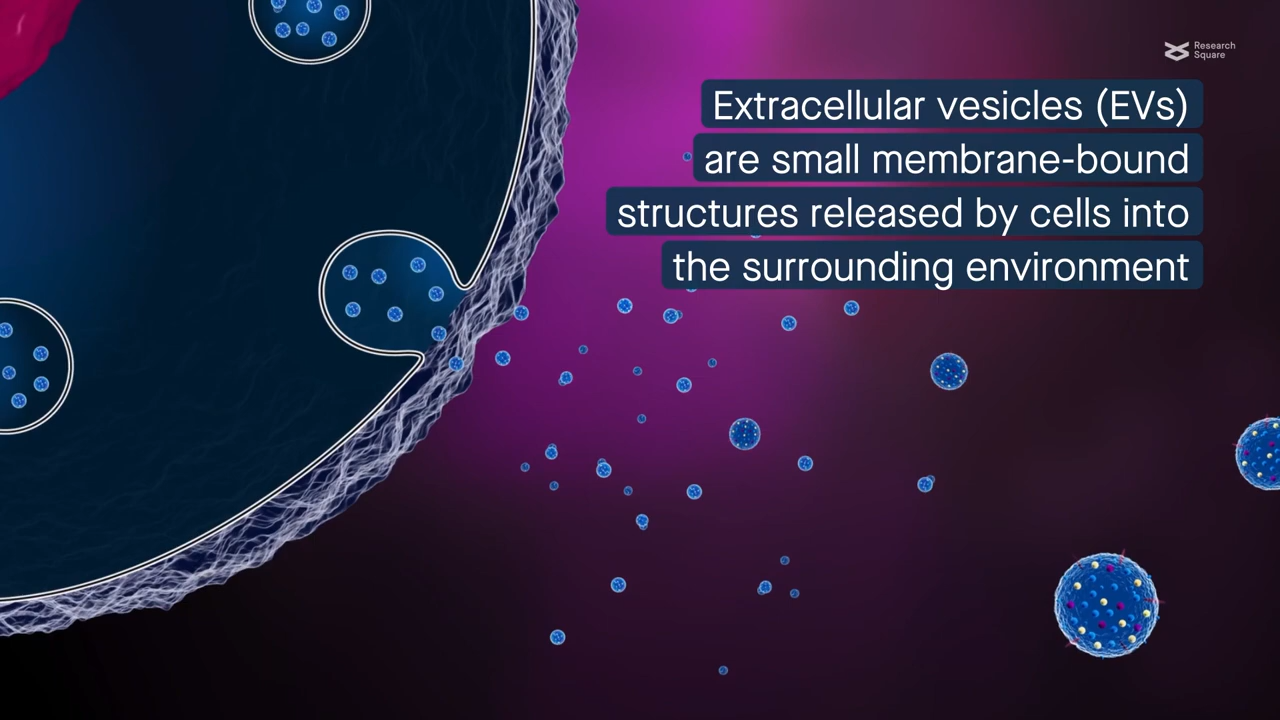 Research
Square
Extracellular vesicles (EVs)
are small membrane-bound
structures released by cells into
the surrounding environment